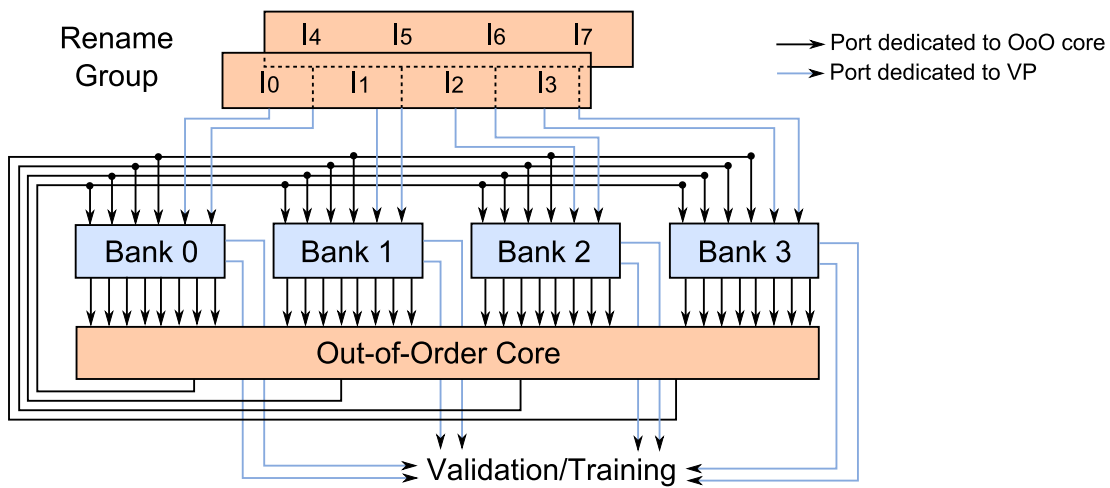 Rename
Group
I4 I5 I6 I7
I0 I1 I2 I3
Port dedicated to OoO core
Port dedicated to VP
Bank 0 Bank 1 Bank 2 Bank 3
Out-of-Order Core
Validation/Training